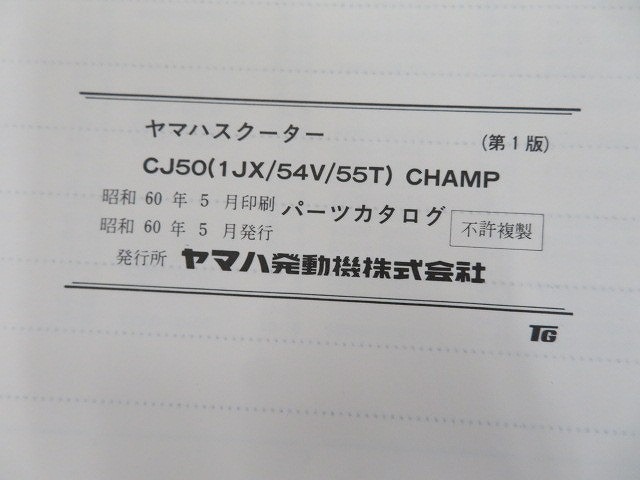 ヤマハスクーター (第1版)
CJ50(1JX/54V/55T) CHAMP
昭和 60 年 5 月印刷 パーツカタログ
昭和 60 年 5 月発行 不許複製
発行所 ヤマハ発動機株式会社
TG